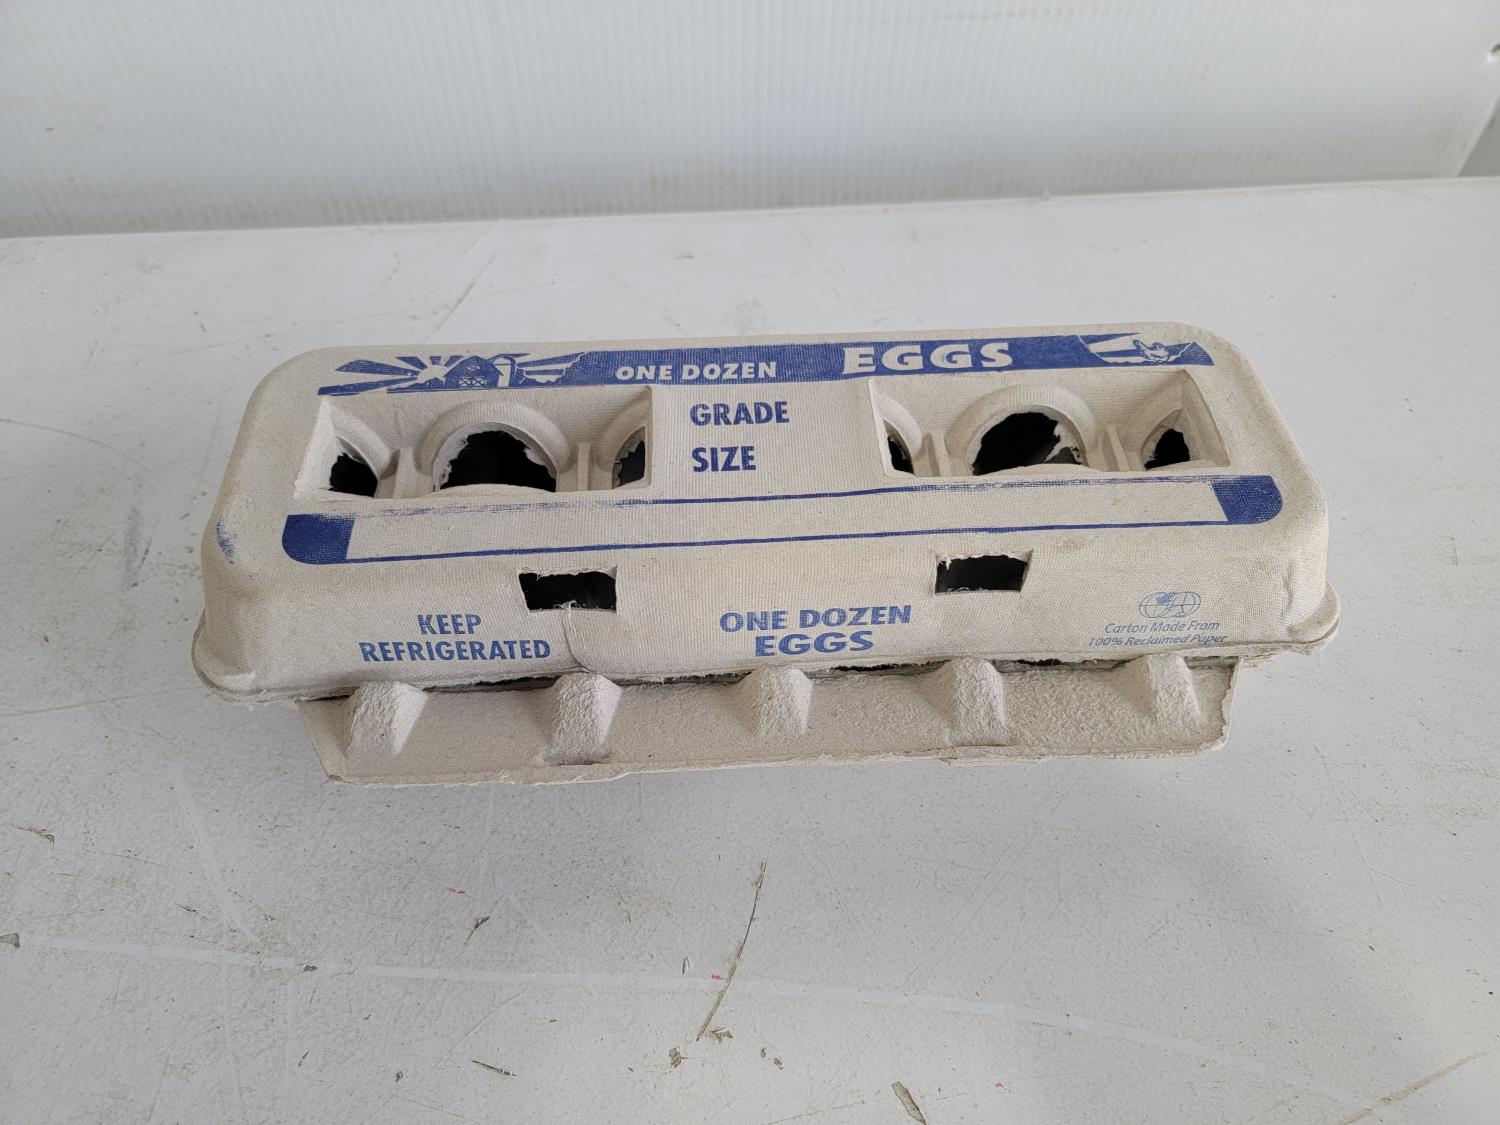 ONE DOZEN EGGS
GRADE
SIZE
KEEP
REFRIGERATED
ONE DOZEN
EGGS
Carton Made From
100% Reclaimed Paper